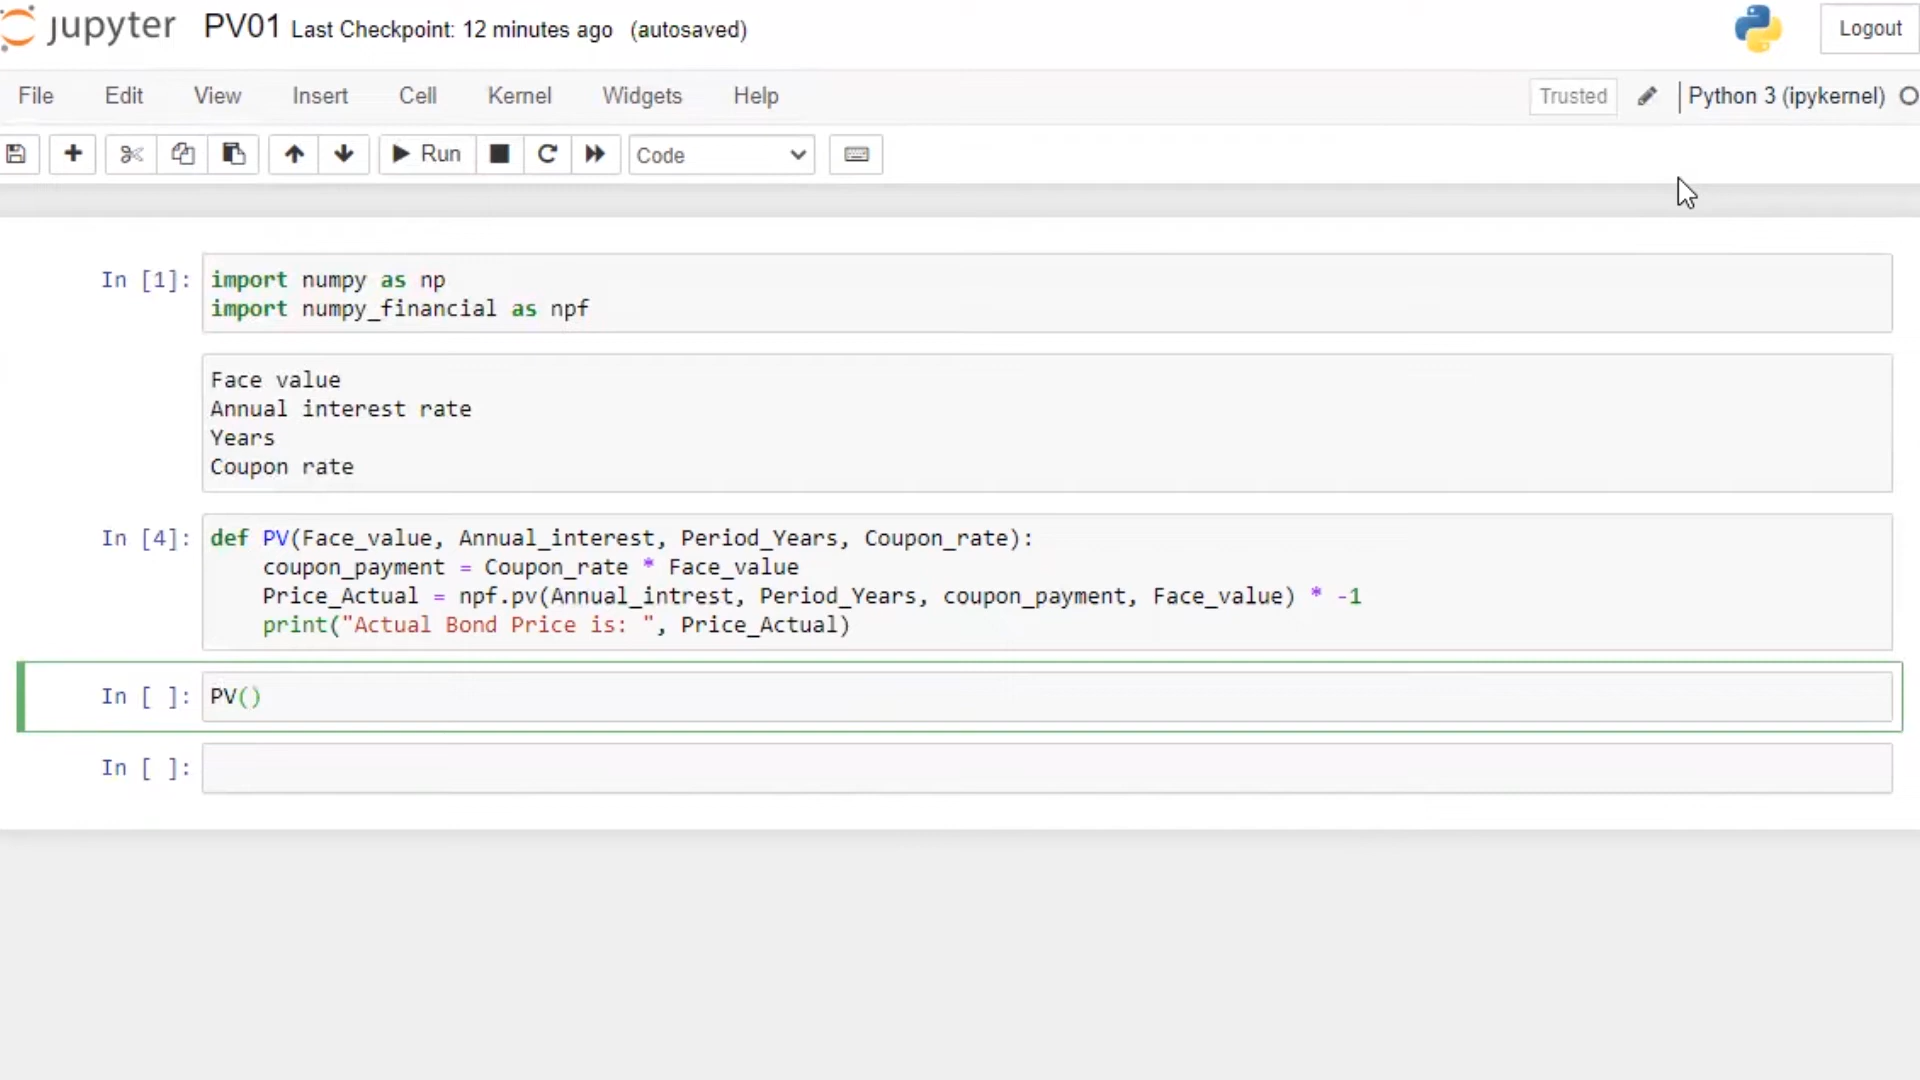 jupyter PV01 Last Checkpoint: 12 minutes ago (autosaved)
Logout
File Edit View Insert Cell Kernel Widgets Help
Trusted Python 3 (ipykernel)
Run Code
In [1]: import numpy as np
import numpy_financial as npf
Face value
Annual interest rate
Years
Coupon rate
In [4]: def PV(Face_value, Annual_interest, Period_Years, Coupon_rate):
coupon_payment = Coupon_rate * Face_value
Price_Actual = npf.pv(Annual_intrest, Period_Years, coupon_payment, Face_value) * -1
print("Actual Bond Price is: ", Price_Actual)
In [ ]: PV()
In [ ]: